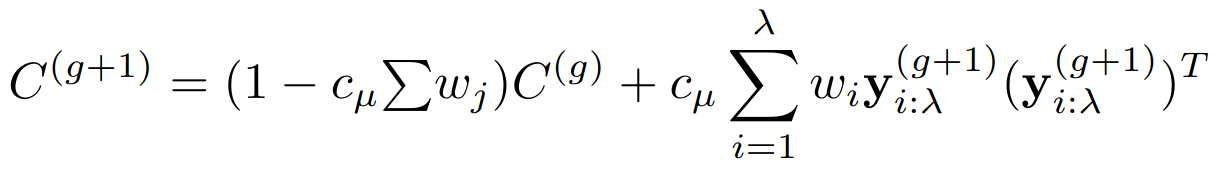 C^{(g+1)} = (1 − c_μ ∑ w_j) C^{(g)} + c_μ ∑_{i=1}^{λ} w_i 𝐲_{i:λ}^{(g+1)} (𝐲_{i:λ}^{(g+1)})^T